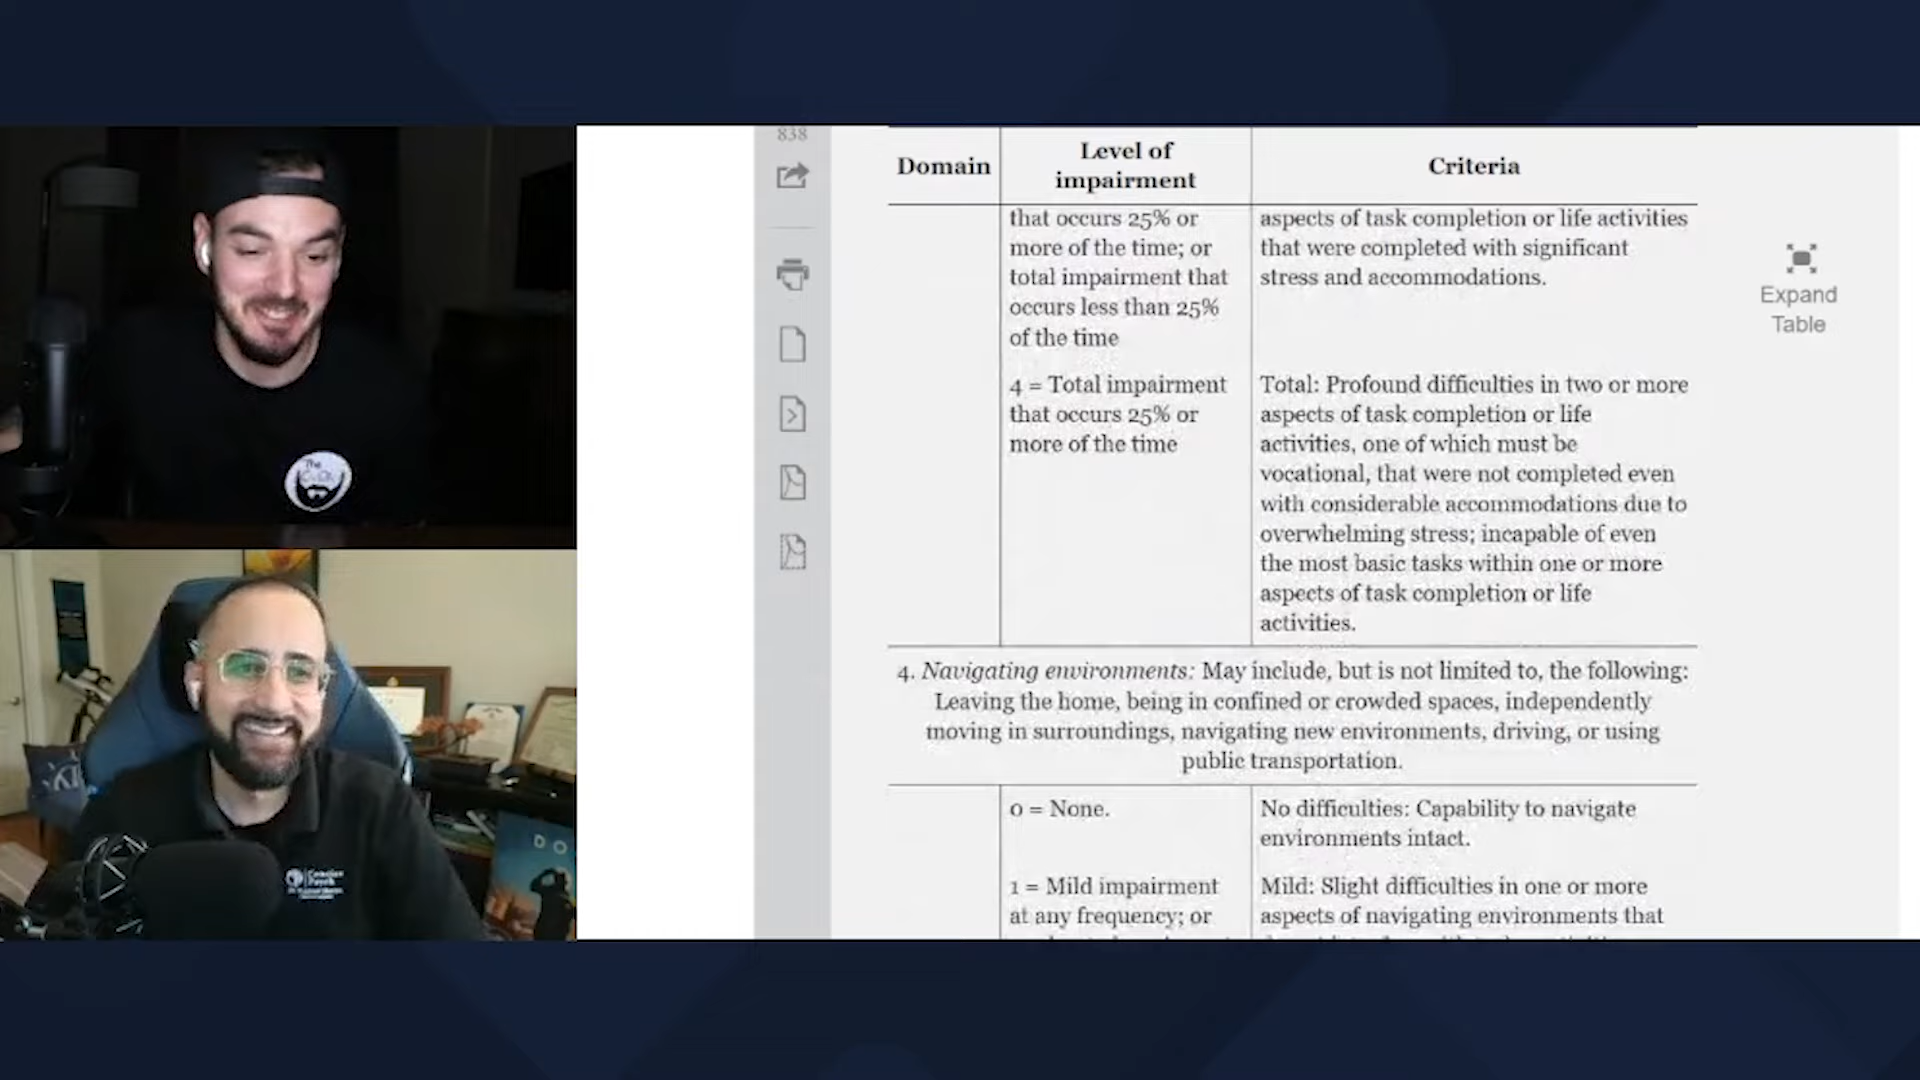 838
Domain
Level of
impairment
Criteria
that occurs 25% or
more of the time; or
total impairment that
occurs less than 25%
of the time
aspects of task completion or life activities
that were completed with significant
stress and accommodations.
Expand
Table
4 = Total impairment
that occurs 25% or
more of the time
Total: Profound difficulties in two or more
aspects of task completion or life
activities, one of which must be
vocational, that were not completed even
with considerable accommodations due to
overwhelming stress; incapable of even
the most basic tasks within one or more
aspects of task completion or life
activities.
4. Navigating environments: May include, but is not limited to, the following:
Leaving the home, being in confined or crowded spaces, independently
moving in surroundings, navigating new environments, driving, or using
public transportation.
0 = None.
No difficulties: Capability to navigate
environments intact.
1 = Mild impairment
at any frequency; or
Mild: Slight difficulties in one or more
aspects of navigating environments that
The
DO